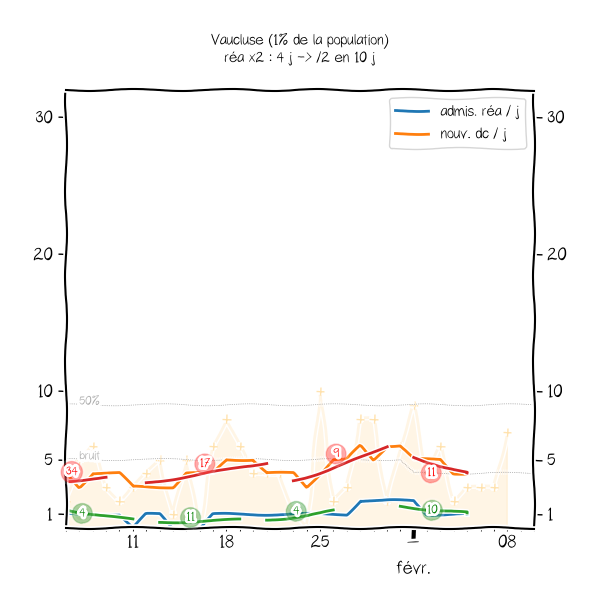 Vaucluse (1% de la population)
réa x2 : 4 j -> /2 en 10 j
admis. réa / j
nouv. dc / j
30 30
20 20
10 10
50%
9
17
34
bruit
5 5
11
4 11 4 10
1 1
11 18 25 1 08
févr.